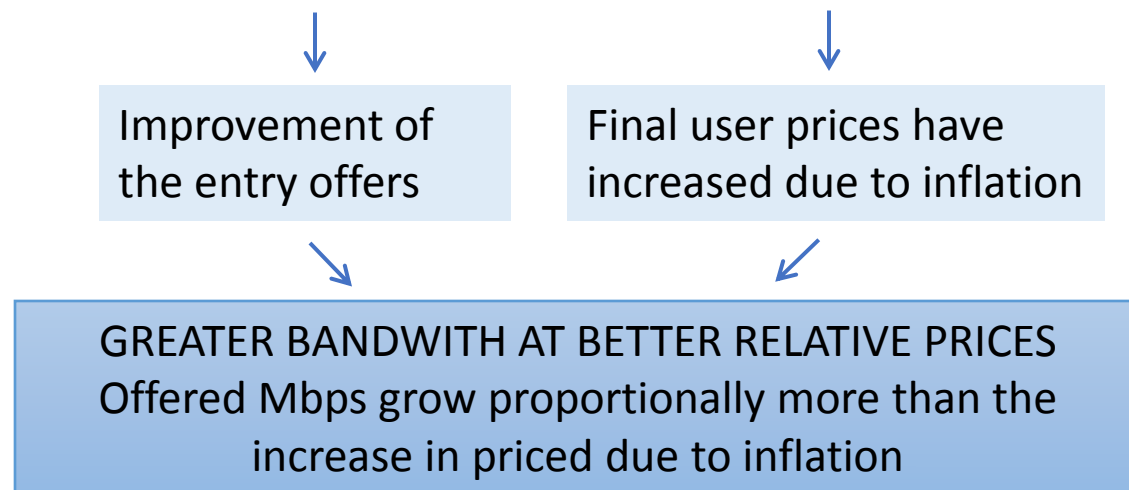 Improvement of
the entry offers
Final user prices have
increased due to inflation
GREATER BANDWITH AT BETTER RELATIVE PRICES
Offered Mbps grow proportionally more than the
increase in priced due to inflation